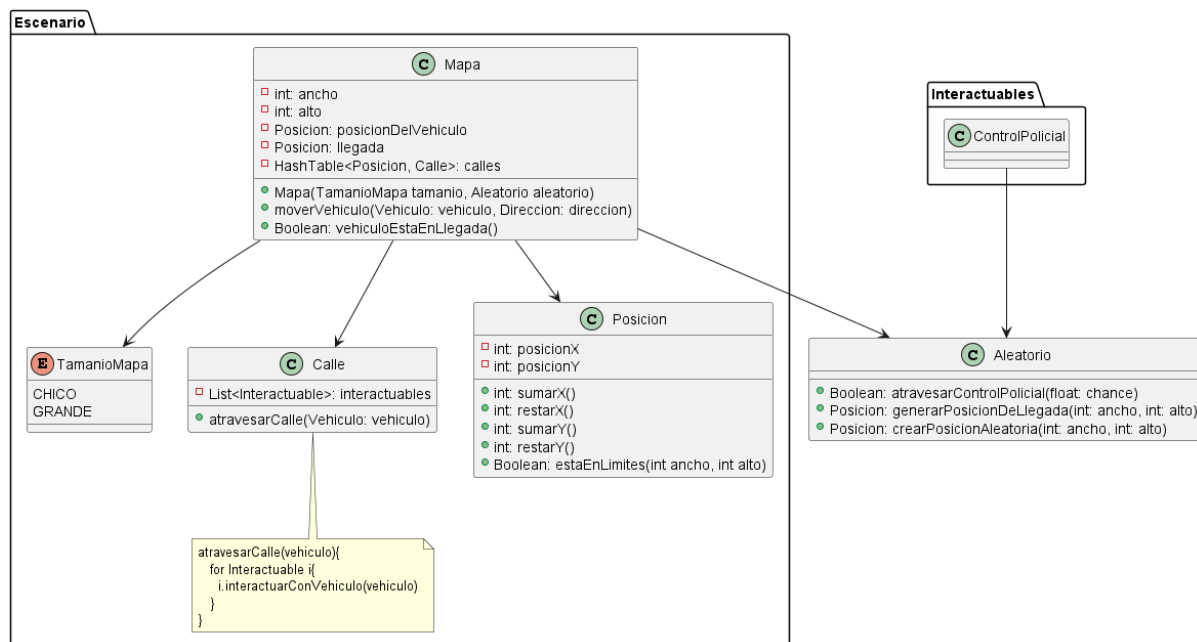 Escenario
C Mapa
int: ancho
int: alto
Posicion: posicionDelVehiculo
Posicion: llegada
HashTable<Posicion, Calle>: calles
Mapa(TamanioMapa tamanio, Aleatorio aleatorio)
moverVehiculo(Vehiculo: vehiculo, Direccion: direccion)
Boolean: vehiculoEstaEnLlegada()
Interactuables
C ControlPolicial
E TamanioMapa
CHICO
GRANDE
C Calle
List<Interactuable>: interactuables
atravesarCalle(Vehiculo: vehiculo)
C Posicion
int: posicionX
int: posicionY
int: sumarX()
int: restarX()
int: sumarY()
int: restarY()
Boolean: estaEnLimites(int ancho, int alto)
C Aleatorio
Boolean: atravesarControlPolicial(float: chance)
Posicion: generarPosicionDeLlegada(int: ancho, int: alto)
Posicion: crearPosicionAleatoria(int: ancho, int: alto)
atravesarCalle(vehiculo){
for Interactuable i{
i.interactuarConVehiculo(vehiculo)
}
}